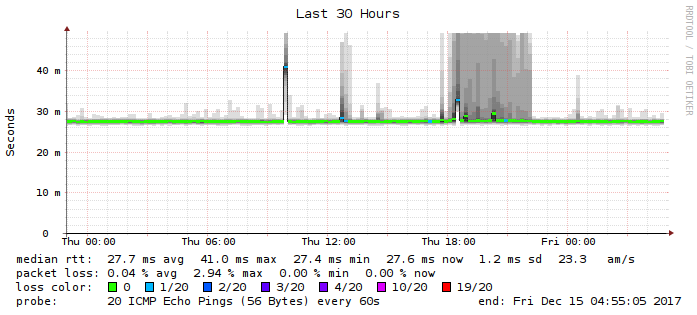 Last 30 Hours
RRDTOOL / TOBI OETIKER
Seconds
40 m
30 m
20 m
10 m
0
Thu 00:00 Thu 06:00 Thu 12:00 Thu 18:00 Fri 00:00
median rtt: 27.7 ms avg 41.0 ms max 27.4 ms min 27.6 ms now 1.2 ms sd 23.3 am/s
packet loss: 0.04 % avg 2.94 % max 0.00 % min 0.00 % now
loss color: 0 1/20 2/20 3/20 4/20 10/20 19/20
probe: 20 ICMP Echo Pings (56 Bytes) every 60s end: Fri Dec 15 04:55:05 2017